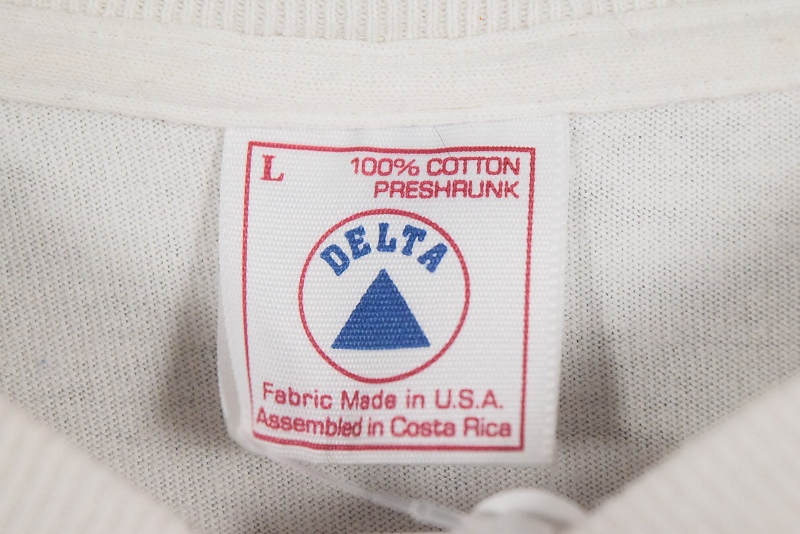 L
100% COTTON
PRESHRUNK
DELTA
Fabric Made in U.S.A.
Assembled in Costa Rica